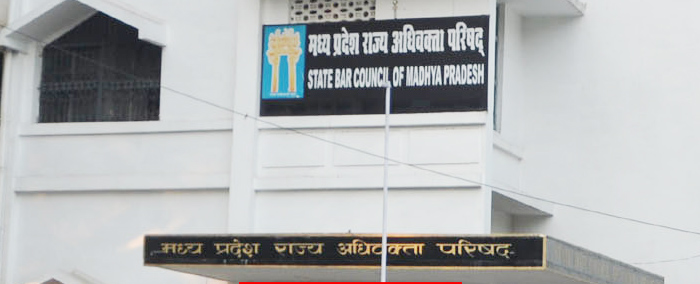 मध्य प्रदेश राज्य अधिवक्ता परिषद्
STATE BAR COUNCIL OF MADHYA PRADESH
मध्य प्रदेश राज्य अधिवक्ता परिषद